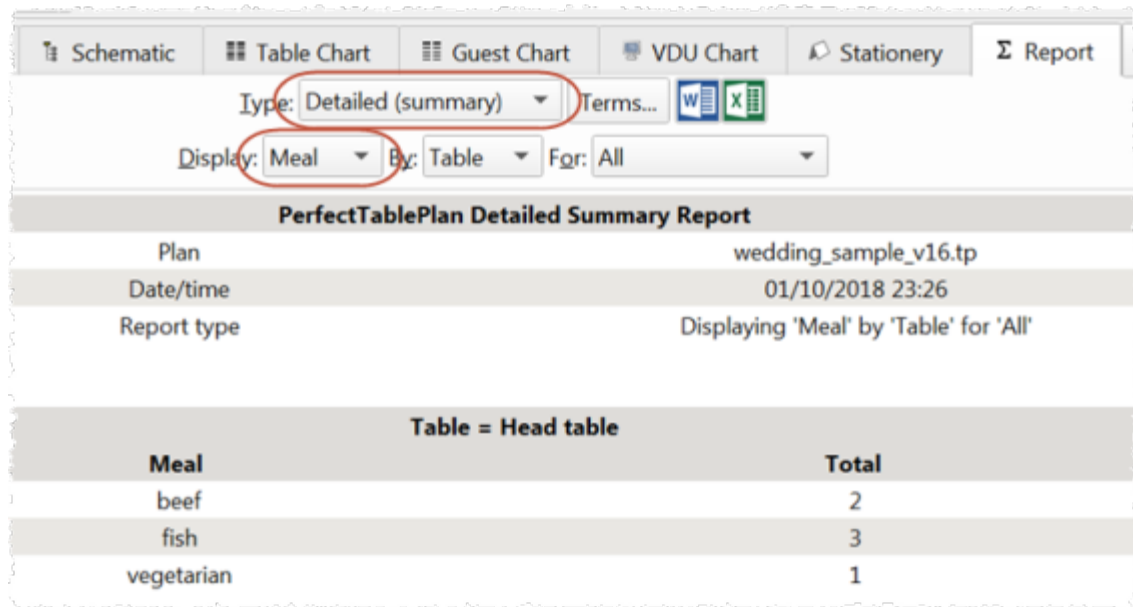 Schematic Table Chart Guest Chart VDU Chart Stationery Σ Report
Type: Detailed (summary) Terms... W X
Display: Meal By: Table For: All
PerfectTablePlan Detailed Summary Report
Plan wedding_sample_v16.tp
Date/time 01/10/2018 23:26
Report type Displaying 'Meal' by 'Table' for 'All'
Table = Head table
Meal Total
beef 2
fish 3
vegetarian 1